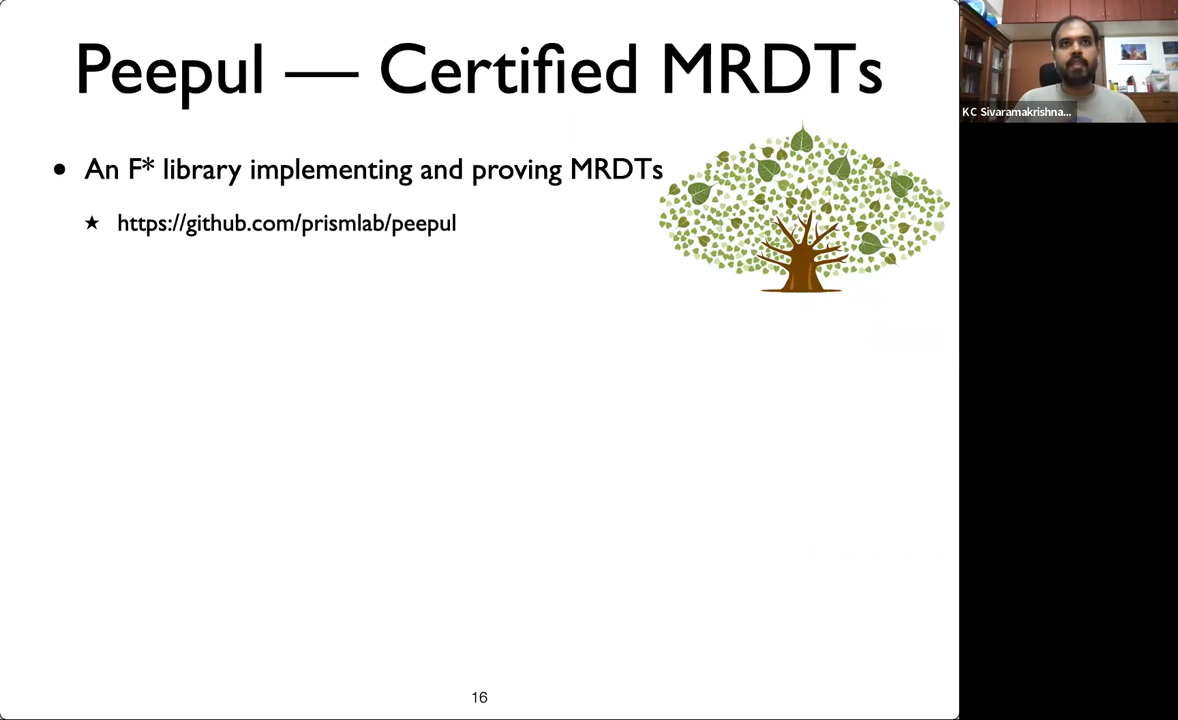 Peepul — Certified MRDTs
• An F* library implementing and proving MRDTs
★ https://github.com/prismlab/peepul
16
KC Sivaramakrishna...